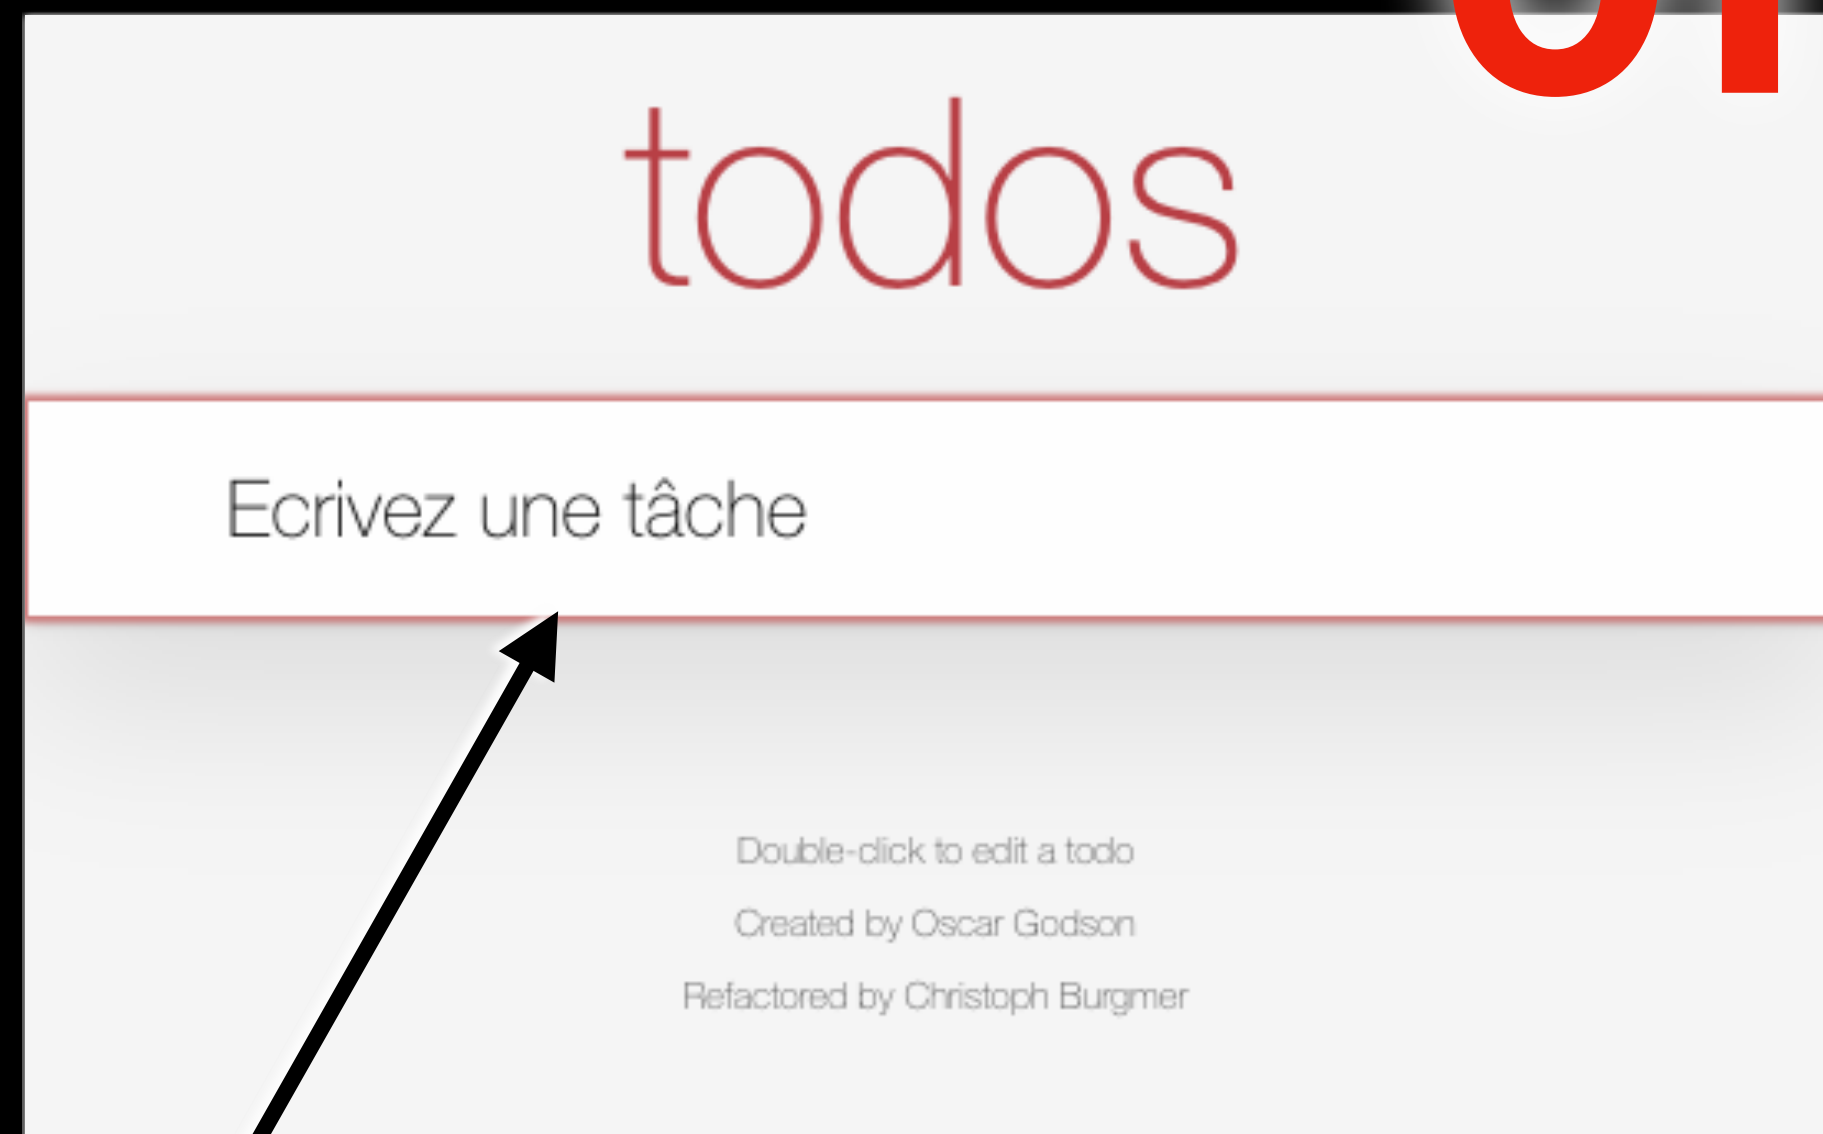 todos
Ecrivez une tâche
Double-click to edit a todo
Created by Oscar Godson
Refactored by Christoph Burgmer